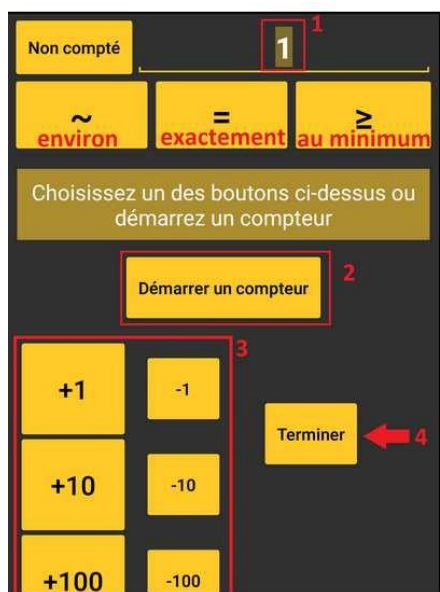 Non compté
1
1
~
=
≥
environ
exactement
au minimum
Choisissez un des boutons ci-dessus ou
démarrez un compteur
Démarrer un compteur
2
3
+1
-1
Terminer
4
+10
-10
+100
-100